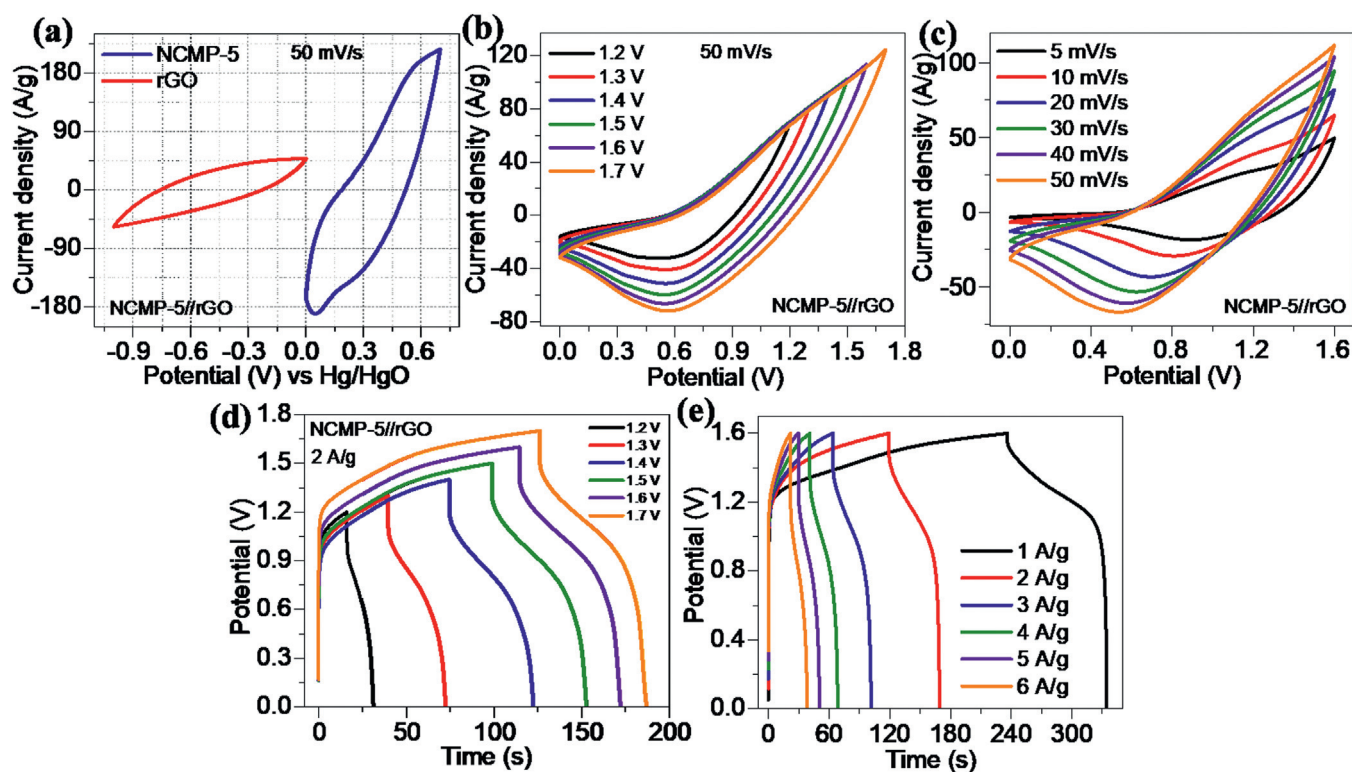 (a)
NCMP-5
rGO
50 mV/s
Current density (A/g)
180
90
0
-90
-180
NCMP-5//rGO
-0.9 -0.6 -0.3 0.0 0.3 0.6
Potential (V) vs Hg/HgO
(b)
50 mV/s
1.2 V
1.3 V
1.4 V
1.5 V
1.6 V
1.7 V
Current density (A/g)
120
80
40
0
-40
-80
NCMP-5//rGO
0.0 0.3 0.6 0.9 1.2 1.5 1.8
Potential (V)
(c)
5 mV/s
10 mV/s
20 mV/s
30 mV/s
40 mV/s
50 mV/s
Current density (A/g)
100
50
0
-50
NCMP-5//rGO
0.0 0.4 0.8 1.2 1.6
Potential (V)
(d)
NCMP-5//rGO
2 A/g
1.2 V
1.3 V
1.4 V
1.5 V
1.6 V
1.7 V
Potential (V)
1.8
1.5
1.2
0.9
0.6
0.3
0.0
0 50 100 150 200
Time (s)
(e)
Potential (V)
1.6
1.2
0.8
0.4
0.0
1 A/g
2 A/g
3 A/g
4 A/g
5 A/g
6 A/g
0 60 120 180 240 300
Time (s)